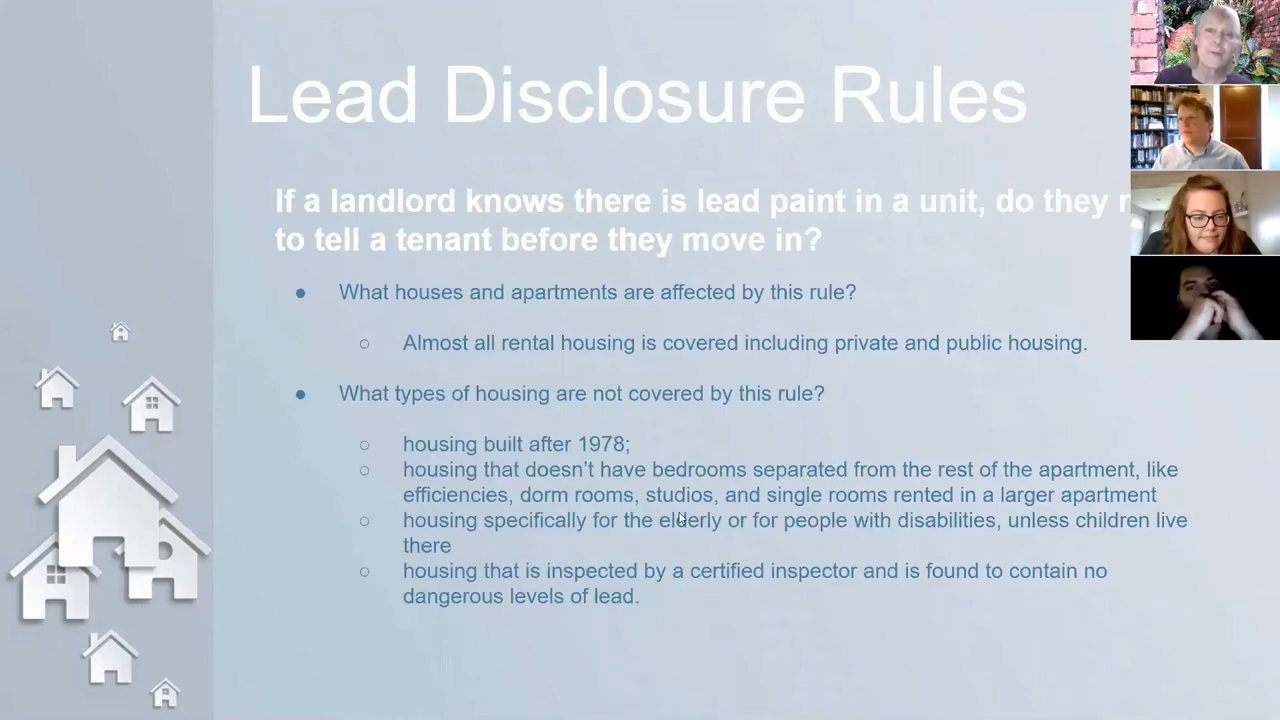 Lead Disclosure Rules
If a landlord knows there is lead paint in a unit, do they
to tell a tenant before they move in?
● What houses and apartments are affected by this rule?
○ Almost all rental housing is covered including private and public housing.
● What types of housing are not covered by this rule?
○ housing built after 1978;
○ housing that doesn’t have bedrooms separated from the rest of the apartment, like
efficiencies, dorm rooms, studios, and single rooms rented in a larger apartment
○ housing specifically for the elderly or for people with disabilities, unless children live
there
○ housing that is inspected by a certified inspector and is found to contain no
dangerous levels of lead.